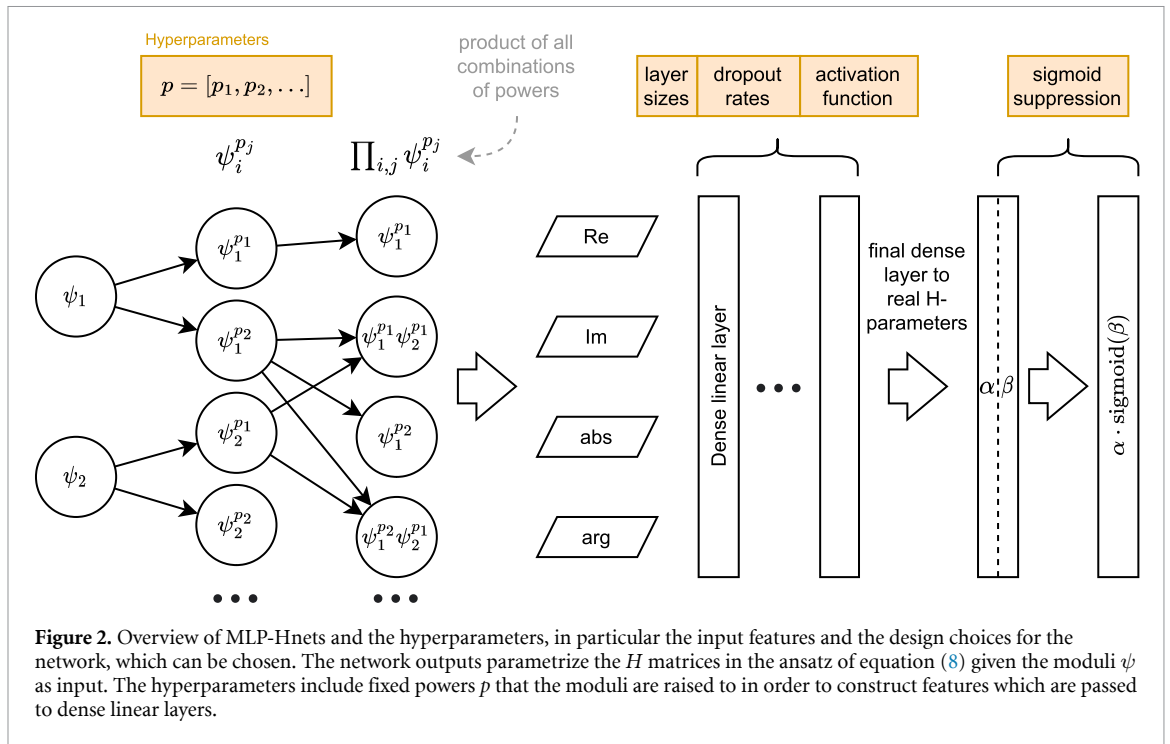 Hyperparameters
p = [p₁, p₂, …]
product of all
combinations
of powers
layer
sizes
dropout
rates
activation
function
sigmoid
suppression
ψᵢ^{pⱼ}
∏_{i,j} ψᵢ^{pⱼ}
ψ₁
ψ₂
ψ₁^{p₁}
ψ₁^{p₂}
ψ₂^{p₁}
ψ₂^{p₂}
•••
ψ₁^{p₁}
ψ₁^{p₁}ψ₂^{p₁}
ψ₁^{p₂}
ψ₁^{p₂}ψ₂^{p₁}
•••
Re
Im
abs
arg
Dense linear layer
•••
final dense
layer to
real H-
parameters
α β
α · sigmoid(β)
Figure 2. Overview of MLP-Hnets and the hyperparameters, in particular the input features and the design choices for the
network, which can be chosen. The network outputs parametrize the H matrices in the ansatz of equation (8) given the moduli ψ
as input. The hyperparameters include fixed powers p that the moduli are raised to in order to construct features which are passed
to dense linear layers.